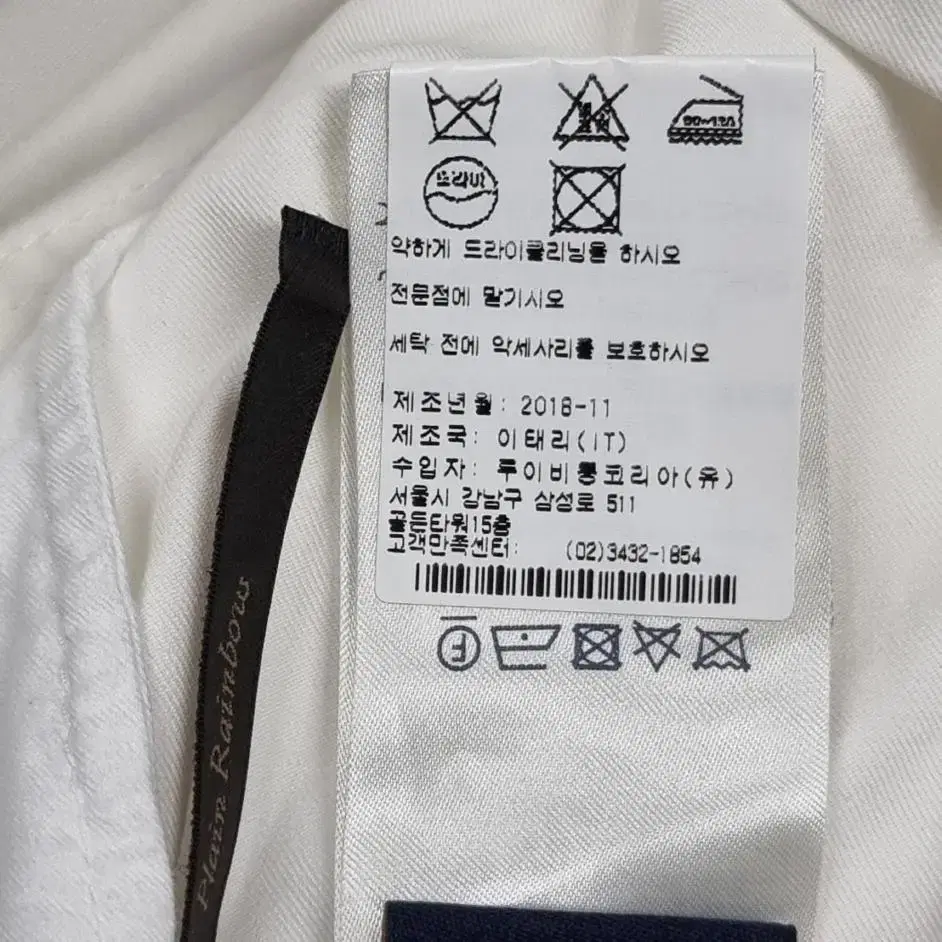 80~120
드라이
약하게 드라이클리닝을 하시오
전문점에 맡기시오
세탁 전에 악세사리를 보호하시오
제조년월: 2018-11
제조국: 이태리(IT)
수입자: 루이비통코리아(유)
서울시 강남구 삼성로 511
골든타워15층
고객만족센터: (02)3432-1854
F
Plain Rainbow